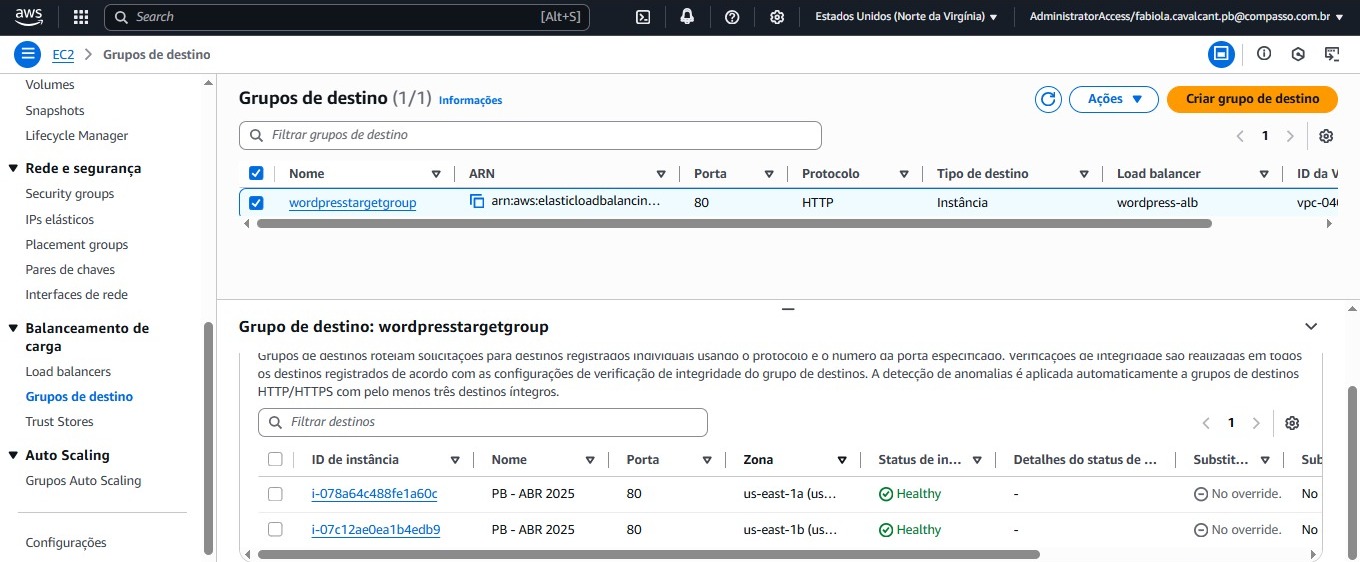 aws
Search [Alt+S] Estados Unidos (Norte da Virgínia) AdministratorAccess/fabiola.cavalcant.pb@compasso.com.br
EC2 Grupos de destino
Volumes
Snapshots
Lifecycle Manager
Rede e segurança
Security groups
IPs elásticos
Placement groups
Pares de chaves
Interfaces de rede
Balanceamento de
carga
Load balancers
Grupos de destino
Trust Stores
Auto Scaling
Grupos Auto Scaling
Configurações
Grupos de destino (1/1) Informações
Ações
Criar grupo de destino
Filtrar grupos de destino
1
Nome ARN Porta Protocolo Tipo de destino Load balancer ID da V
wordpresstargetgroup arn:aws:elasticloadbalancin... 80 HTTP Instância wordpress-alb vpc-04
Grupo de destino: wordpresstargetgroup
Grupos de destinos roteiam solicitações para destinos registrados individuais usando o protocolo e o número da porta especificado. Verificações de integridade são realizadas em todos
os destinos registrados de acordo com as configurações de verificação de integridade do grupo de destinos. A detecção de anomalias é aplicada automaticamente a grupos de destinos
HTTP/HTTPS com pelo menos três destinos íntegros.
Filtrar destinos
1
ID de instância Nome Porta Zona Status de in... Detalhes do status de ... Substit... Sub
i-078a64c488fe1a60c PB - ABR 2025 80 us-east-1a (us... Healthy - No override. No
i-07c12ae0ea1b4edb9 PB - ABR 2025 80 us-east-1b (us... Healthy - No override. No